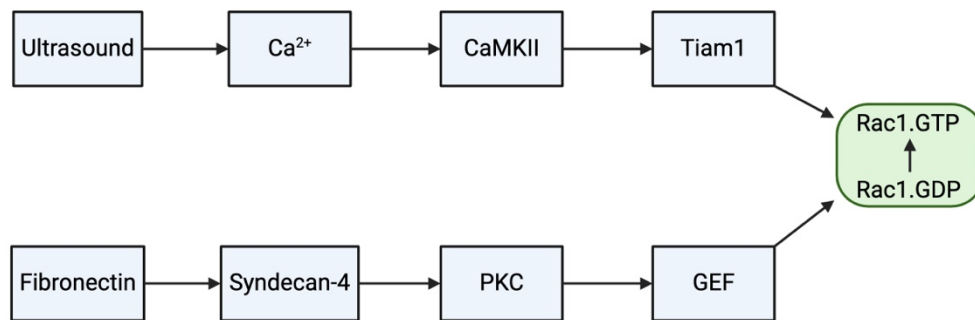 Ultrasound
Ca²⁺
CaMKII
Tiam1
Rac1.GTP
Rac1.GDP
Fibronectin
Syndecan-4
PKC
GEF